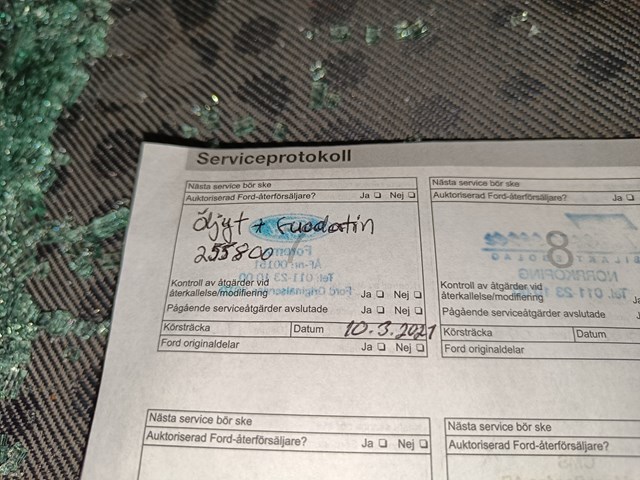 Serviceprotokoll
Nästa service bör ske
Auktoriserad Ford-återförsäljare? Ja Nej
öljyt + suodatin
255800
Kontroll av åtgärder vid
återkallelse/modifiering Ja Nej
Pågående serviceåtgärder avslutade Ja Nej
Körsträcka Datum 10.3.2021
Ford originaldelar Ja Nej
Nästa service bör ske
Auktoriserad Ford-återförsäljare? Ja
8
NORRKÖPING
Kontroll av åtgärder vid
återkallelse/modifiering Ja
Pågående serviceåtgärder avslutade
Körsträcka Datum
Ford originaldelar
Nästa service bör ske
Auktoriserad Ford-återförsäljare? Ja Nej
Nästa service bör ske
Auktoriserad Ford-återförsäljare?